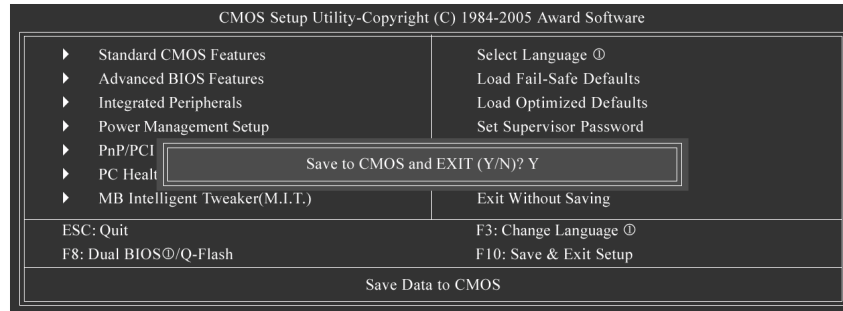 CMOS Setup Utility-Copyright (C) 1984-2005 Award Software
Standard CMOS Features
Advanced BIOS Features
Integrated Peripherals
Power Management Setup
PnP/PCI
PC Healt
MB Intelligent Tweaker(M.I.T.)
Select Language ①
Load Fail-Safe Defaults
Load Optimized Defaults
Set Supervisor Password
Exit Without Saving
Save to CMOS and EXIT (Y/N)? Y
ESC: Quit
F3: Change Language ①
F8: Dual BIOS①/Q-Flash
F10: Save & Exit Setup
Save Data to CMOS